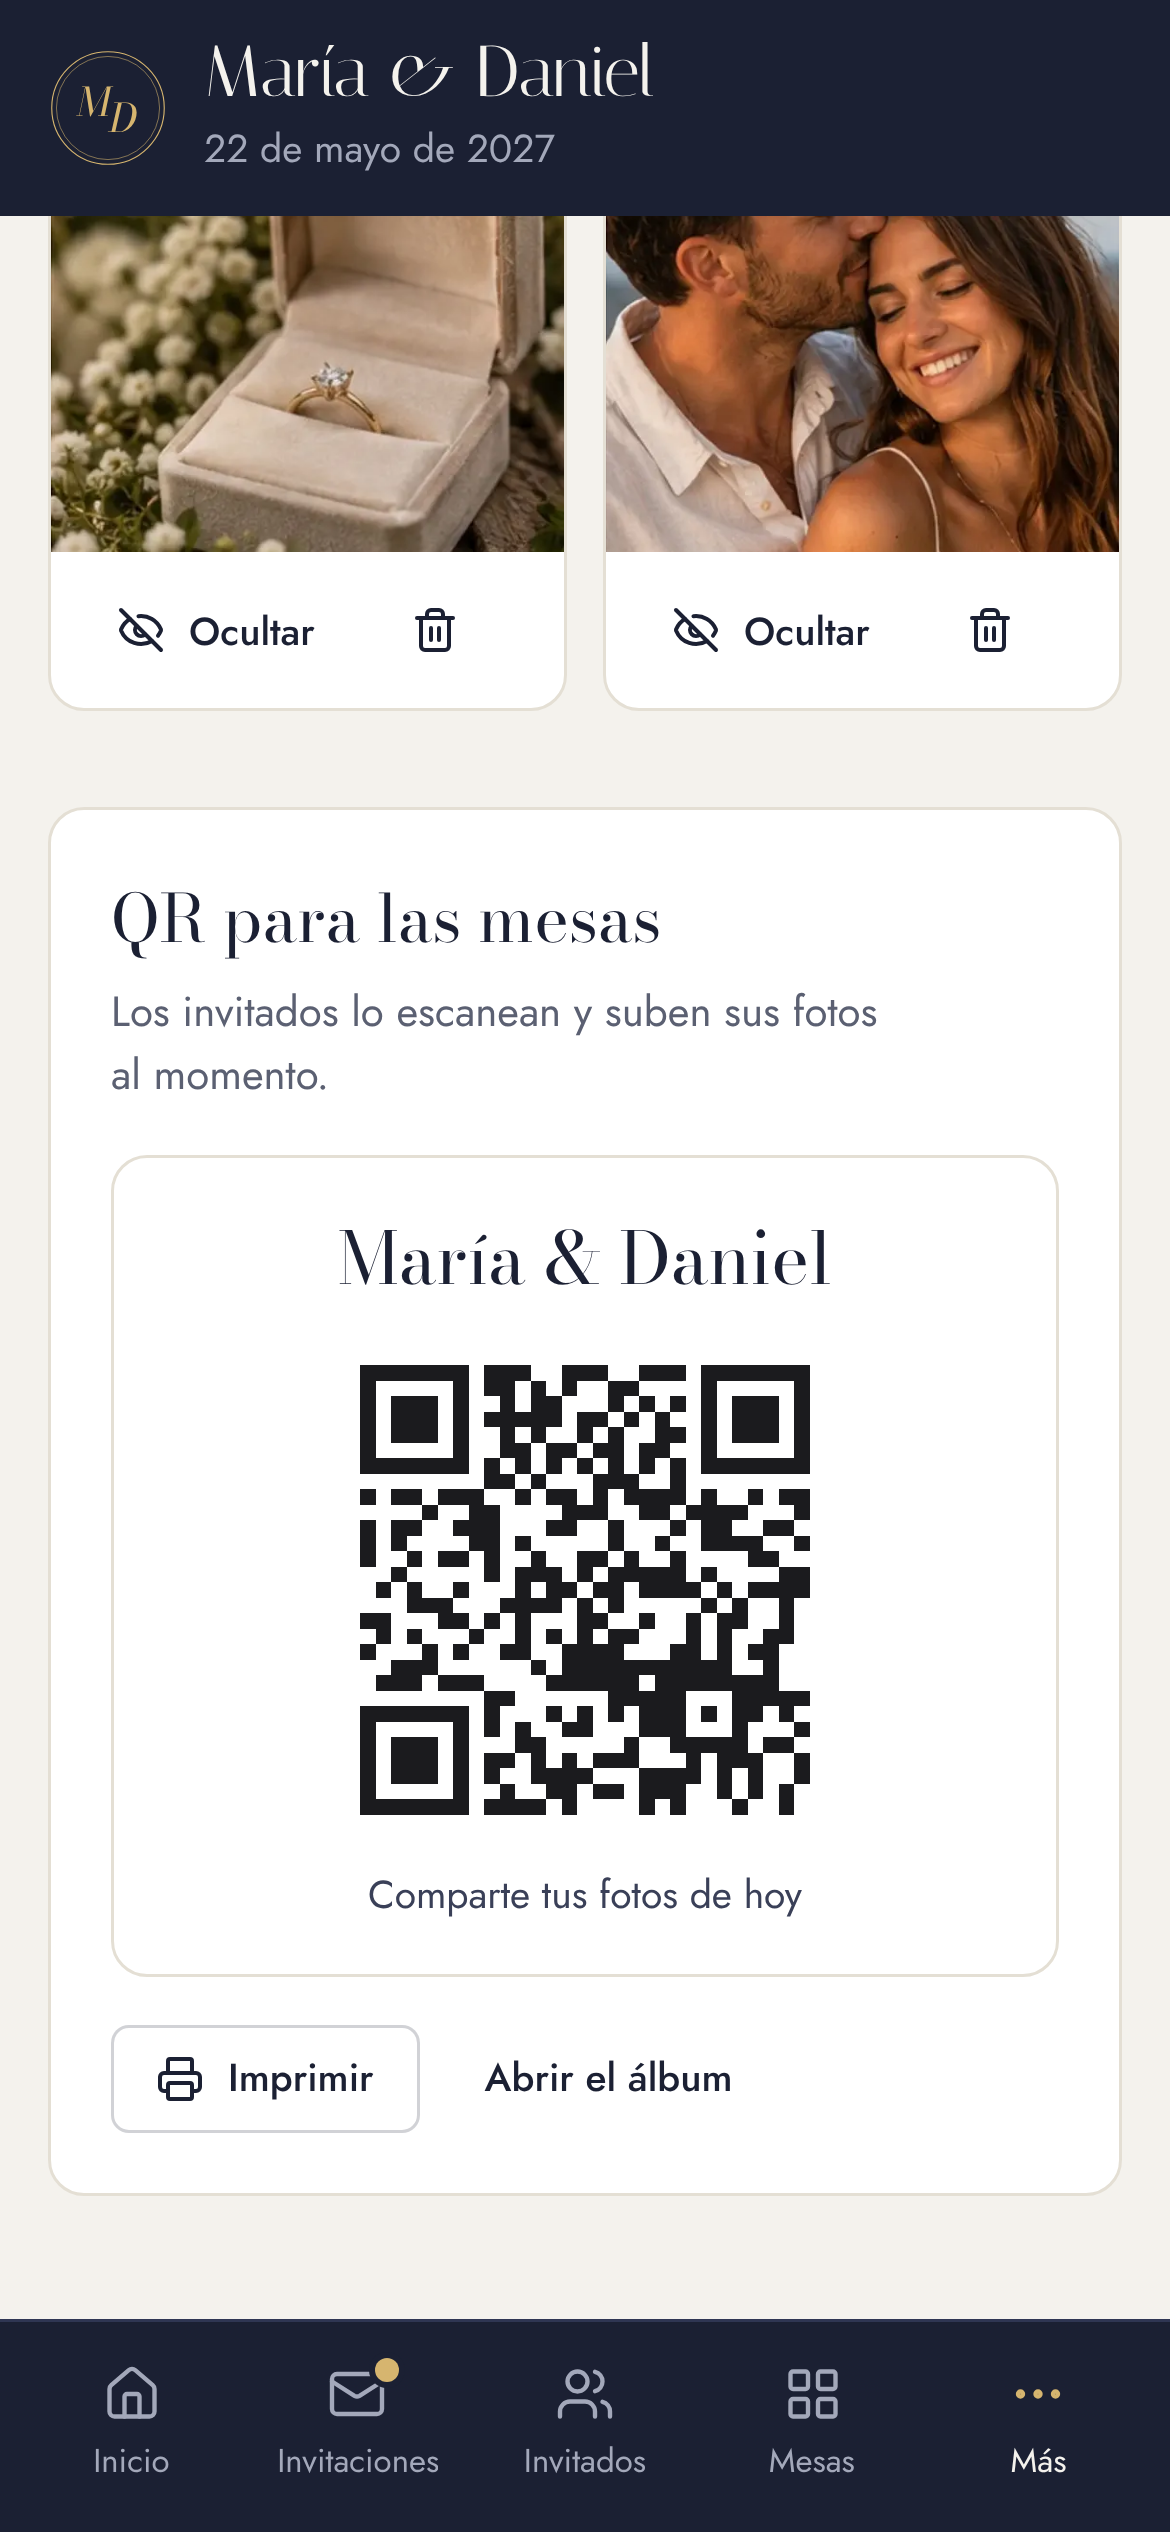 MD
María & Daniel
22 de mayo de 2027
Ocultar
Ocultar
QR para las mesas
Los invitados lo escanean y suben sus fotos
al momento.
María & Daniel
Comparte tus fotos de hoy
Imprimir
Abrir el álbum
Inicio
Invitaciones
Invitados
Mesas
Más